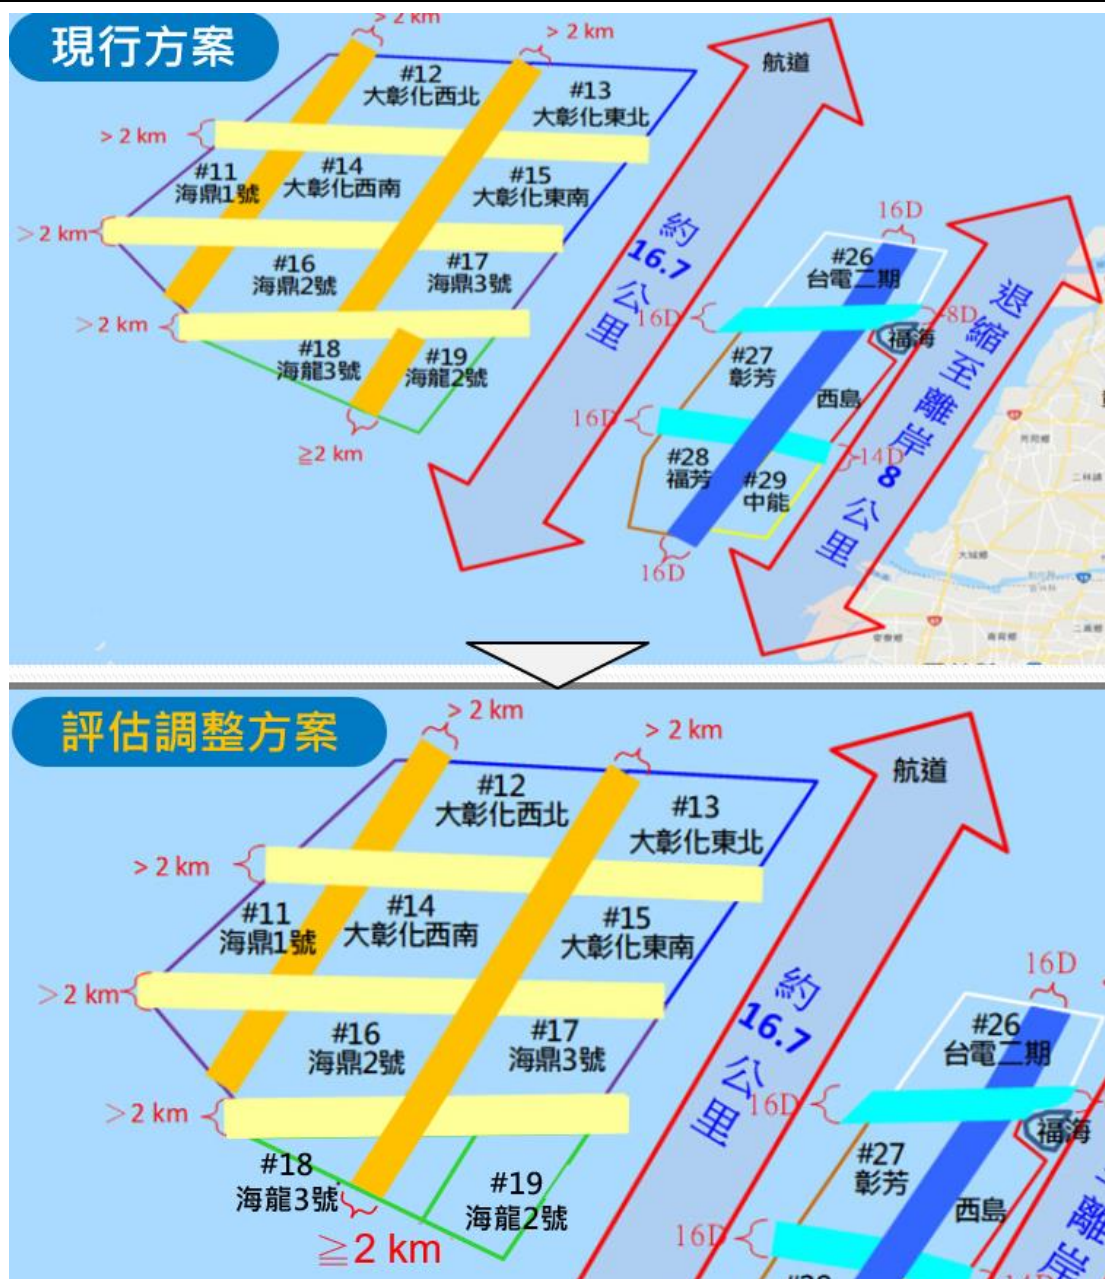 現行方案
> 2 km
> 2 km
航道
#12
大彰化西北
#13
大彰化東北
> 2 km
#11
海鼎1號
#14
大彰化西南
#15
大彰化東南
約
16.7
公
里
16D
#26
台電二期
退
縮
至
離
岸
8
公
里
>2 km
#16
海鼎2號
#17
海鼎3號
16D
8D
福海
>2 km
#18
海龍3號
#19
海龍2號
#27
彰芳
西島
≧2 km
16D
#28
福芳
#29
中能
14D
16D
二林鎮
大城鄉
評估調整方案
> 2 km
> 2 km
航道
#12
大彰化西北
#13
大彰化東北
> 2 km
#11
海鼎1號
#14
大彰化西南
#15
大彰化東南
約
16.7
公
里
16D
#26
台電二期
>2 km
#16
海鼎2號
#17
海鼎3號
16D
福海
>2 km
#18
海龍3號
#19
海龍2號
#27
彰芳
西島
離
岸
≧2 km
16D